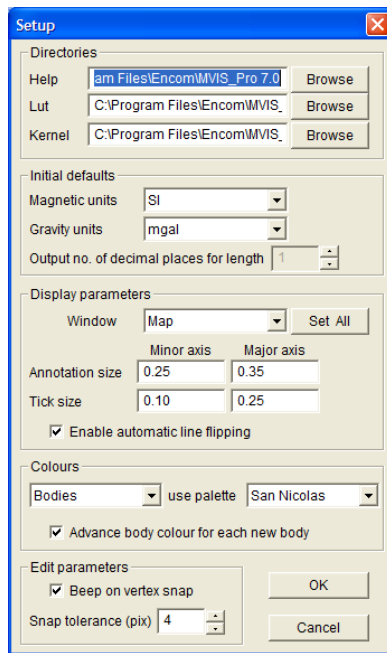 Setup
Directories
Help am Files\Encom\MVIS_Pro 7.0 Browse
Lut C:\Program Files\Encom\MVIS_ Browse
Kernel C:\Program Files\Encom\MVIS_ Browse
Initial defaults
Magnetic units SI
Gravity units mgal
Output no. of decimal places for length 1
Display parameters
Window Map Set All
Minor axis Major axis
Annotation size 0.25 0.35
Tick size 0.10 0.25
Enable automatic line flipping
Colours
Bodies use palette San Nicolas
Advance body colour for each new body
Edit parameters
Beep on vertex snap
Snap tolerance (pix) 4
OK
Cancel